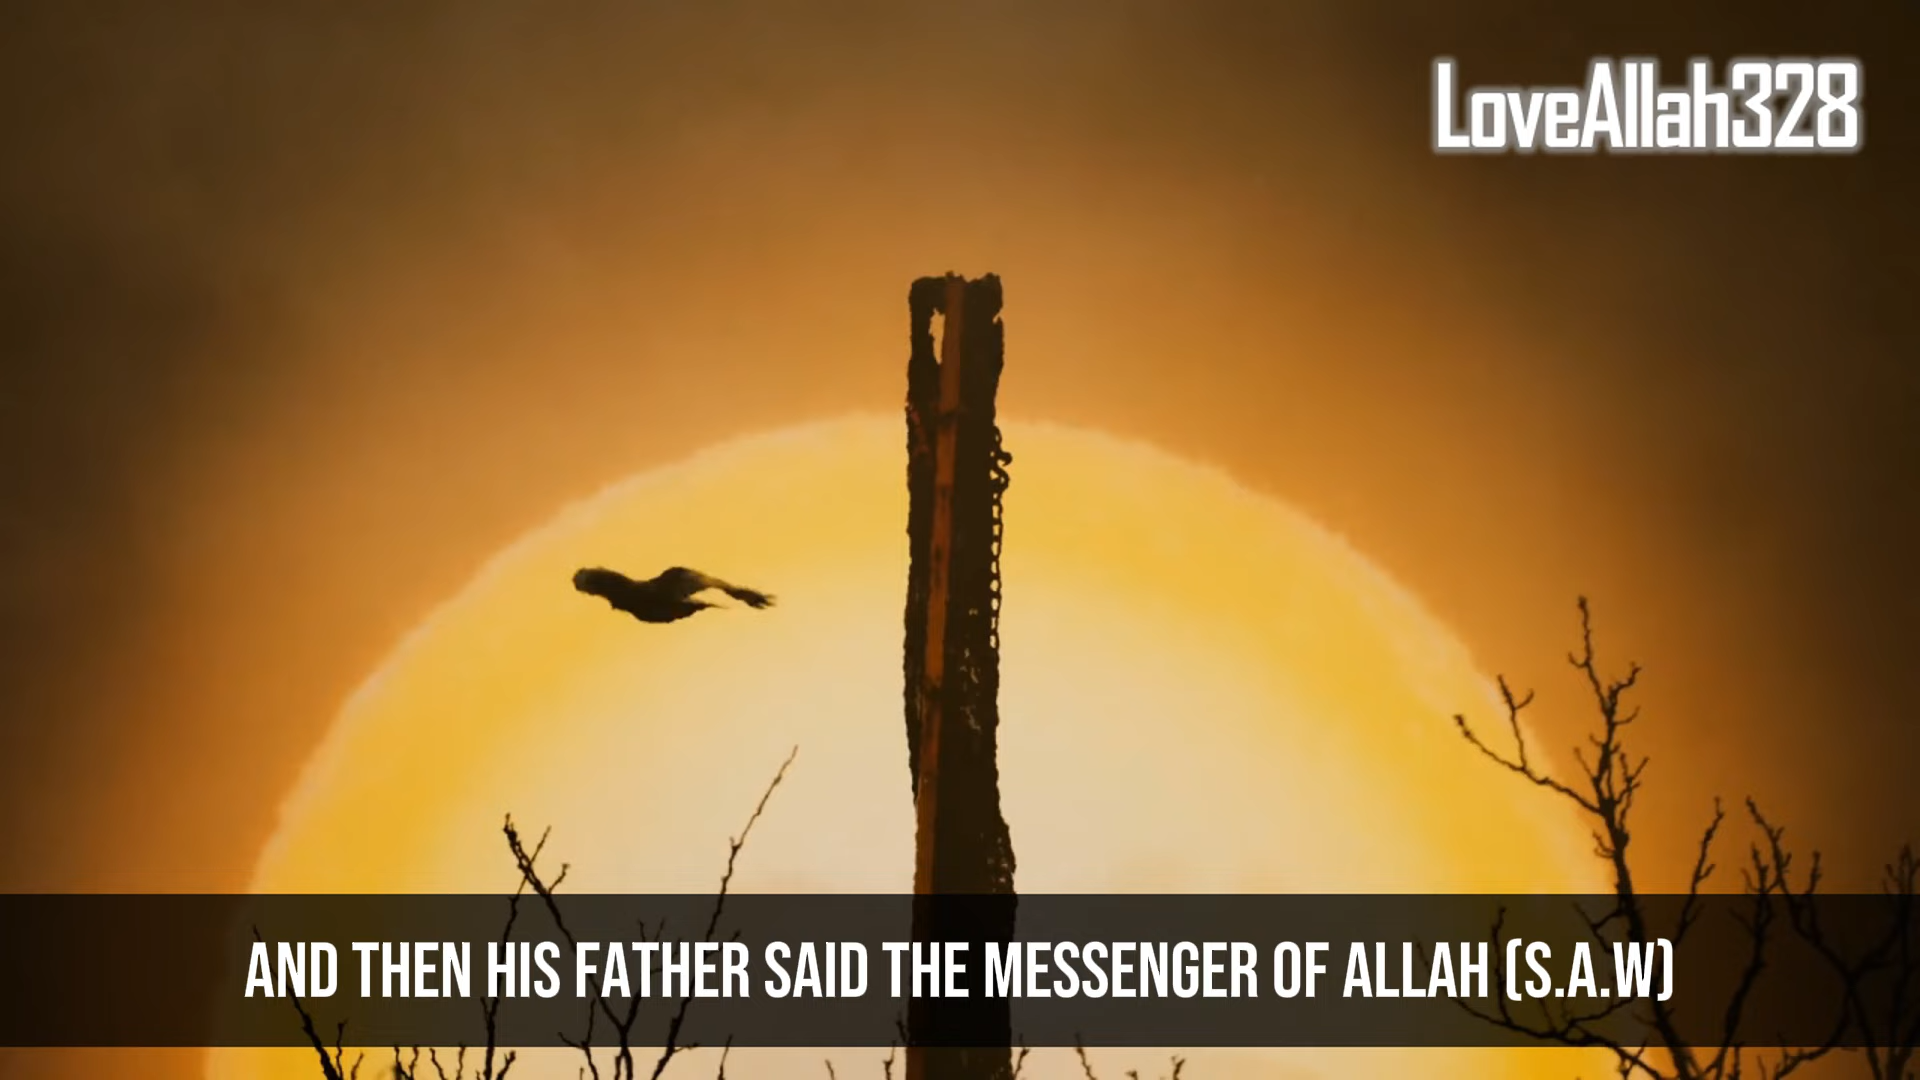 LoveAllah328
AND THEN HIS FATHER SAID THE MESSENGER OF ALLAH (S.A.W)